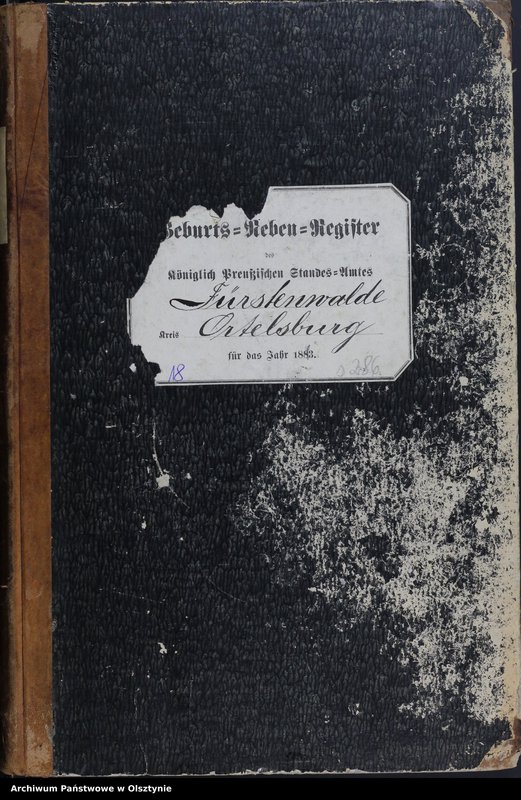 Geburts=Neben=Register
des
Königlich Preußischen Standes=Amtes
Fürstenwalde
Kreis Ortelsburg
für das Jahr 1883.
18
286
Archiwum Państwowe w Olsztynie